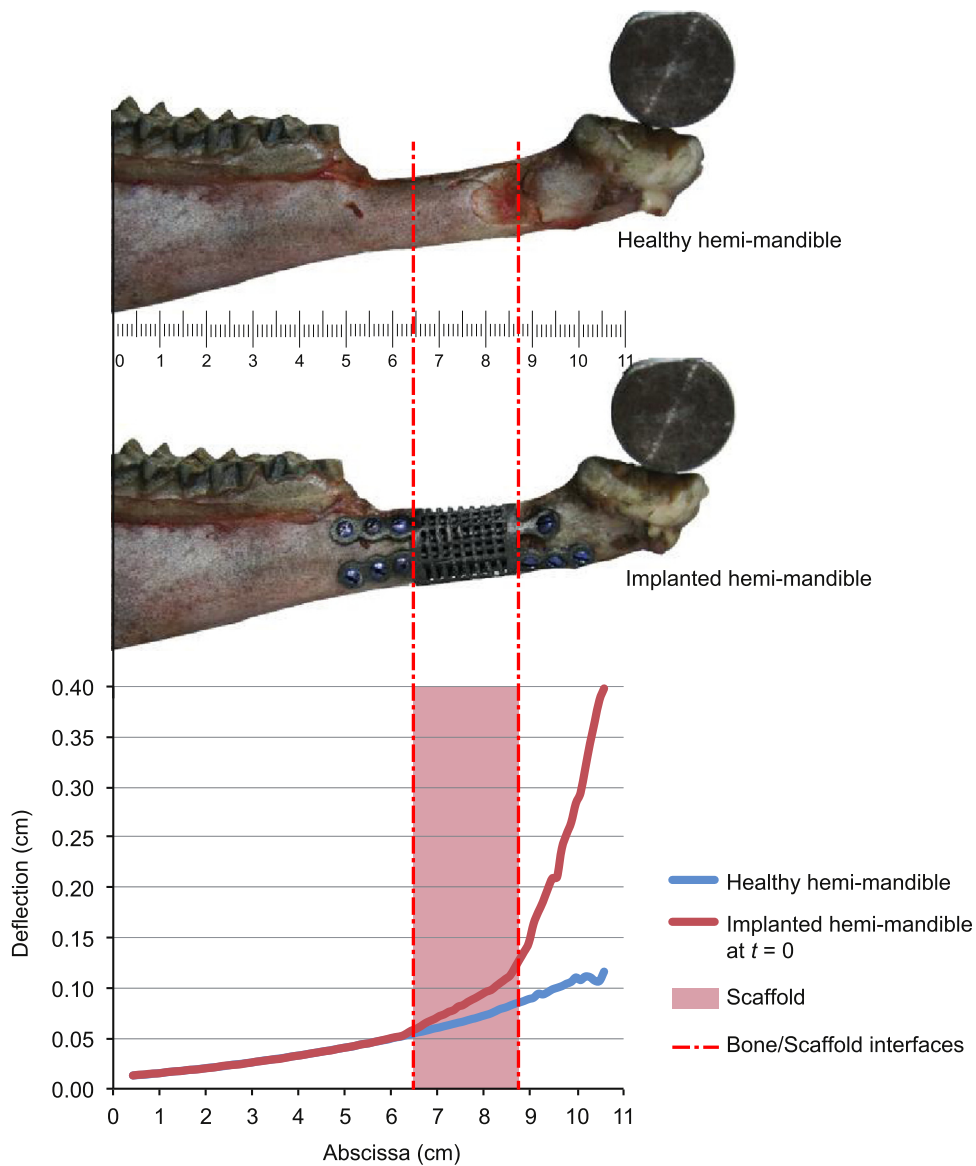 Healthy hemi-mandible
0 1 2 3 4 5 6 7 8 9 10 11
Implanted hemi-mandible
0.40
0.35
0.30
0.25
0.20
0.15
0.10
0.05
0.00
Deflection (cm)
0 1 2 3 4 5 6 7 8 9 10 11
Abscissa (cm)
Healthy hemi-mandible
Implanted hemi-mandible
at t = 0
Scaffold
Bone/Scaffold interfaces